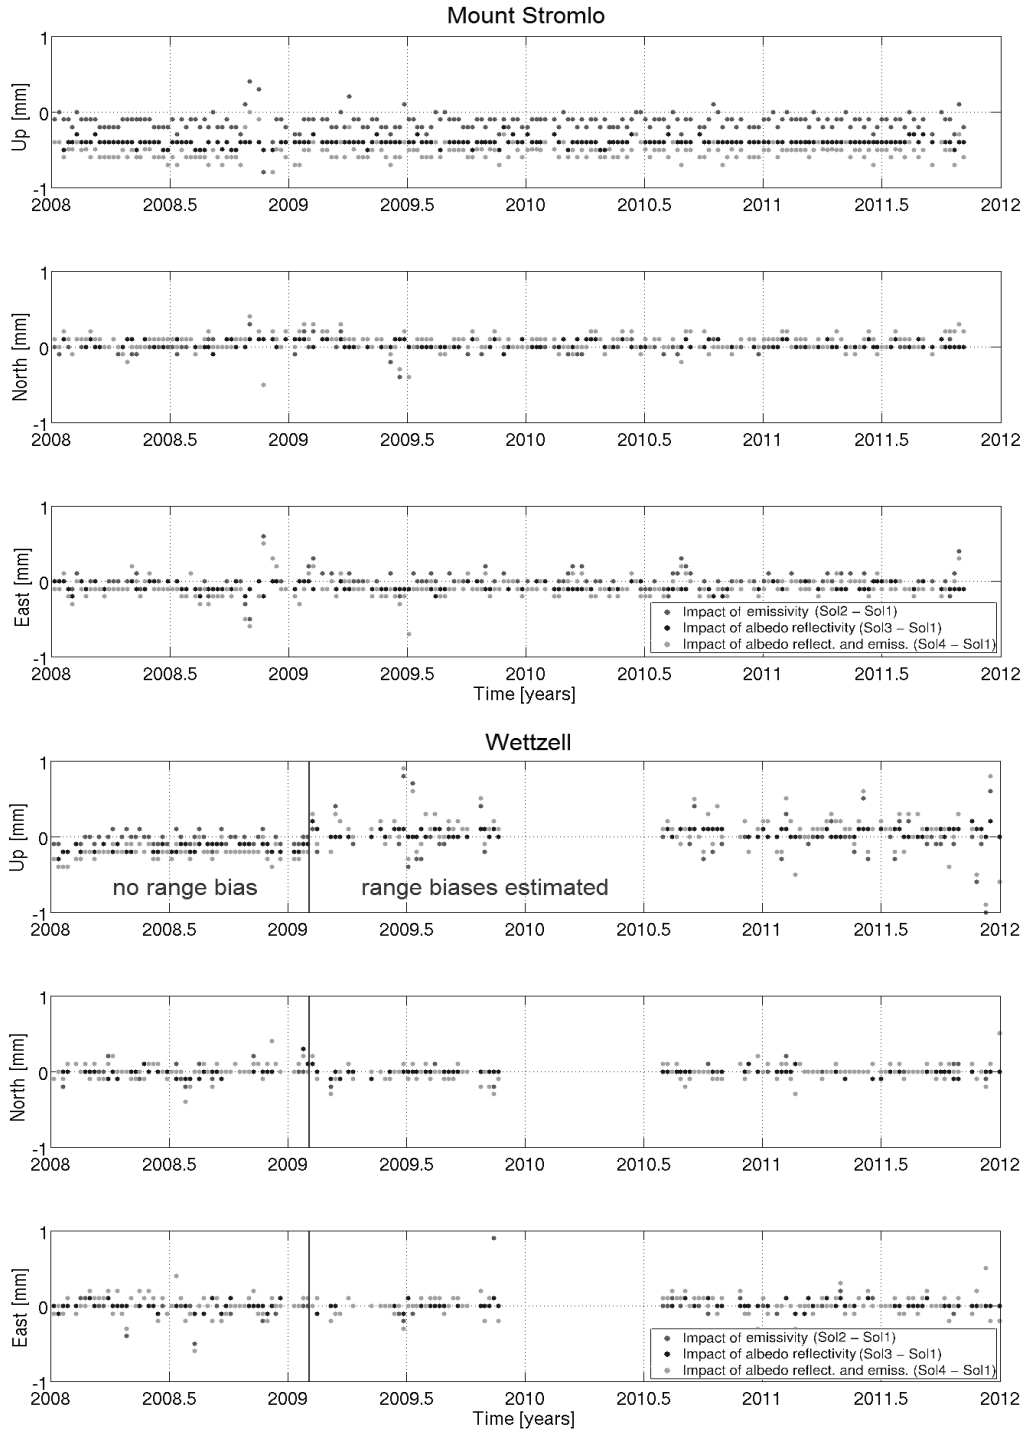 Mount Stromlo
1
0
-1
Up [mm]
2008 2008.5 2009 2009.5 2010 2010.5 2011 2011.5 2012
1
0
-1
North [mm]
2008 2008.5 2009 2009.5 2010 2010.5 2011 2011.5 2012
1
0
-1
East [mm]
Impact of emissivity (Sol2 − Sol1)
Impact of albedo reflectivity (Sol3 − Sol1)
Impact of albedo reflect. and emiss. (Sol4 − Sol1)
2008 2008.5 2009 2009.5 2010 2010.5 2011 2011.5 2012
Time [years]
Wettzell
1
0
-1
Up [mm]
no range bias range biases estimated
2008 2008.5 2009 2009.5 2010 2010.5 2011 2011.5 2012
1
0
-1
North [mm]
2008 2008.5 2009 2009.5 2010 2010.5 2011 2011.5 2012
1
0
-1
East [mm]
Impact of emissivity (Sol2 − Sol1)
Impact of albedo reflectivity (Sol3 − Sol1)
Impact of albedo reflect. and emiss. (Sol4 − Sol1)
2008 2008.5 2009 2009.5 2010 2010.5 2011 2011.5 2012
Time [years]